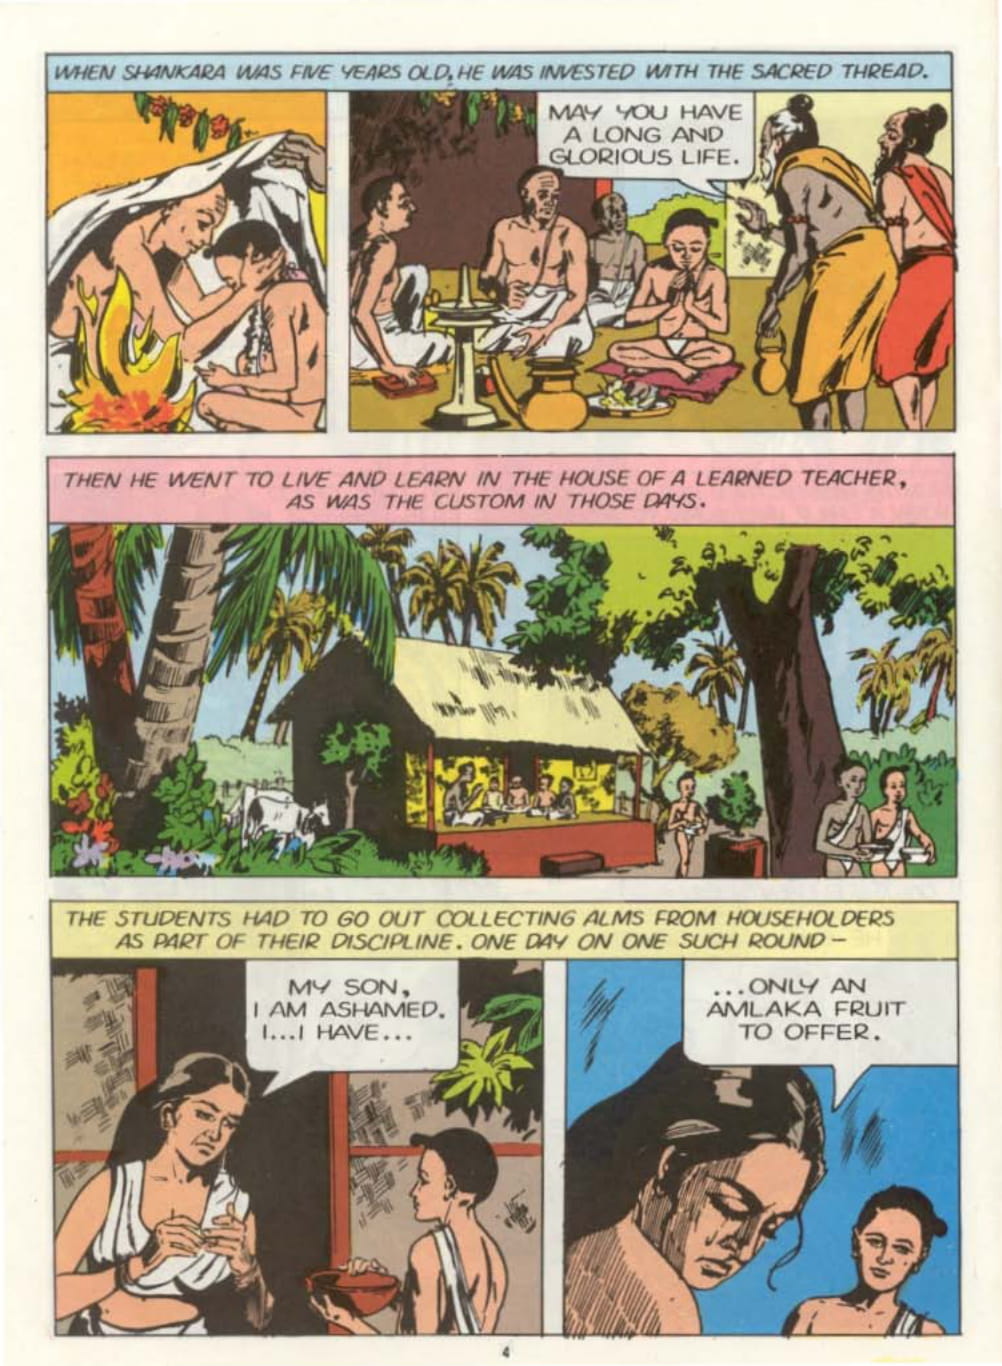 WHEN SHANKARA WAS FIVE YEARS OLD, HE WAS INVESTED WITH THE SACRED THREAD.
MAY YOU HAVE
A LONG AND
GLORIOUS LIFE.
THEN HE WENT TO LIVE AND LEARN IN THE HOUSE OF A LEARNED TEACHER,
AS WAS THE CUSTOM IN THOSE DAYS.
THE STUDENTS HAD TO GO OUT COLLECTING ALMS FROM HOUSEHOLDERS
AS PART OF THEIR DISCIPLINE. ONE DAY ON ONE SUCH ROUND –
MY SON,
I AM ASHAMED.
I...I HAVE...
...ONLY AN
AMLAKA FRUIT
TO OFFER.
4